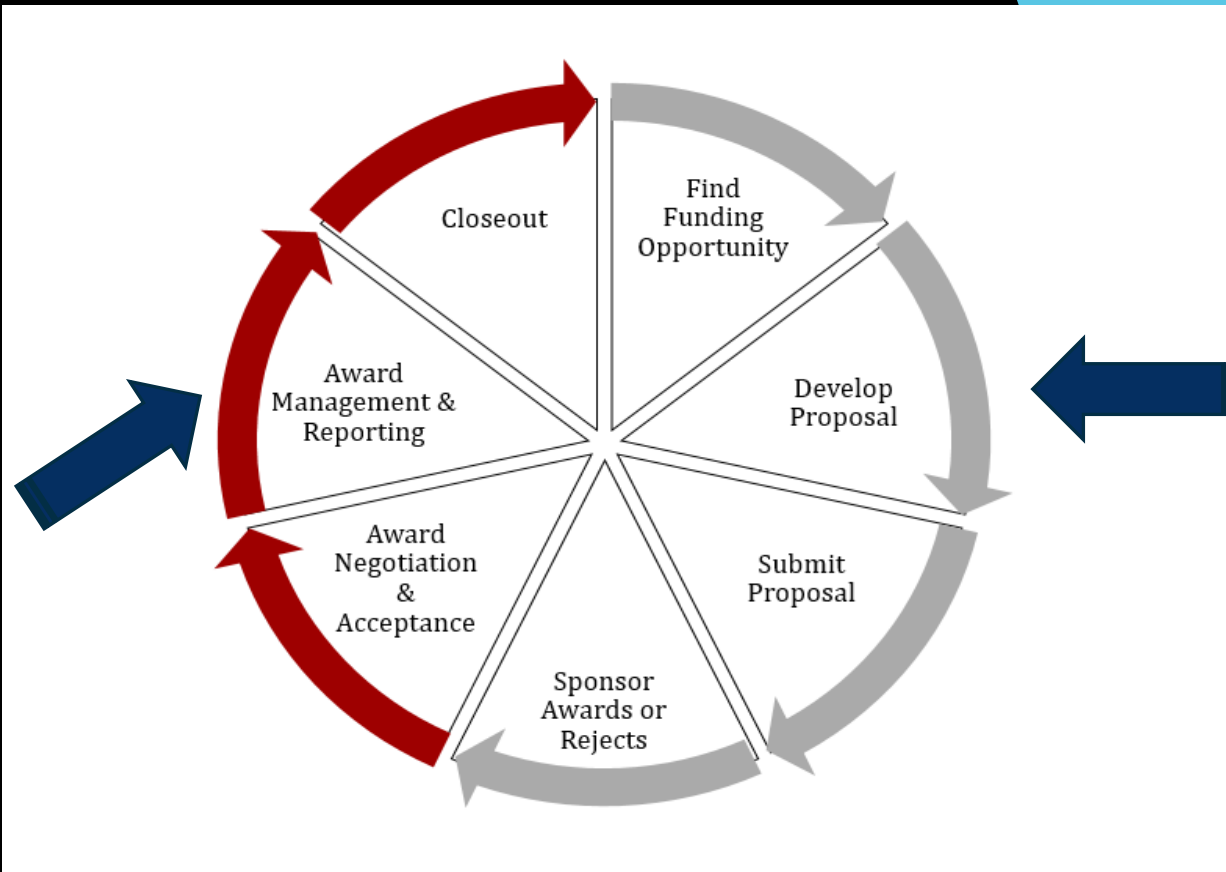 Find
Funding
Opportunity
Develop
Proposal
Submit
Proposal
Sponsor
Awards or
Rejects
Award
Negotiation
&
Acceptance
Award
Management &
Reporting
Closeout